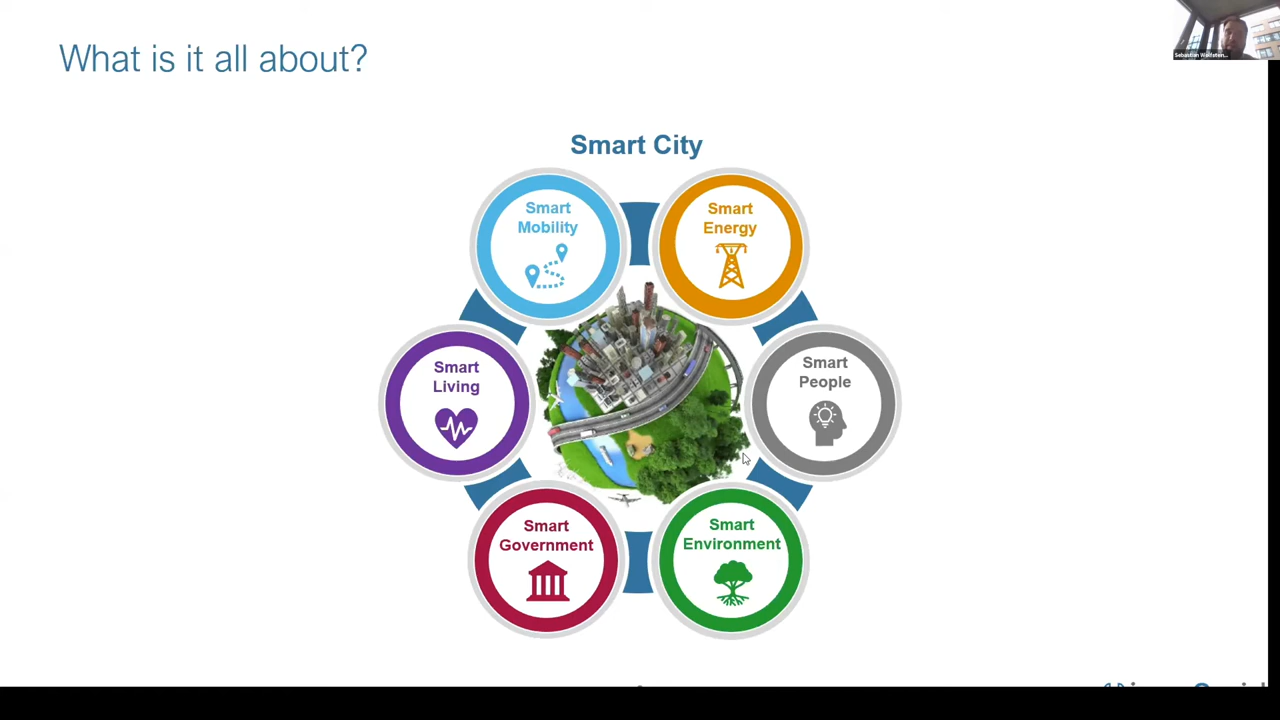 What is it all about?
Smart City
Smart
Mobility
Smart
Energy
Smart
Living
Smart
People
Smart
Government
Smart
Environment